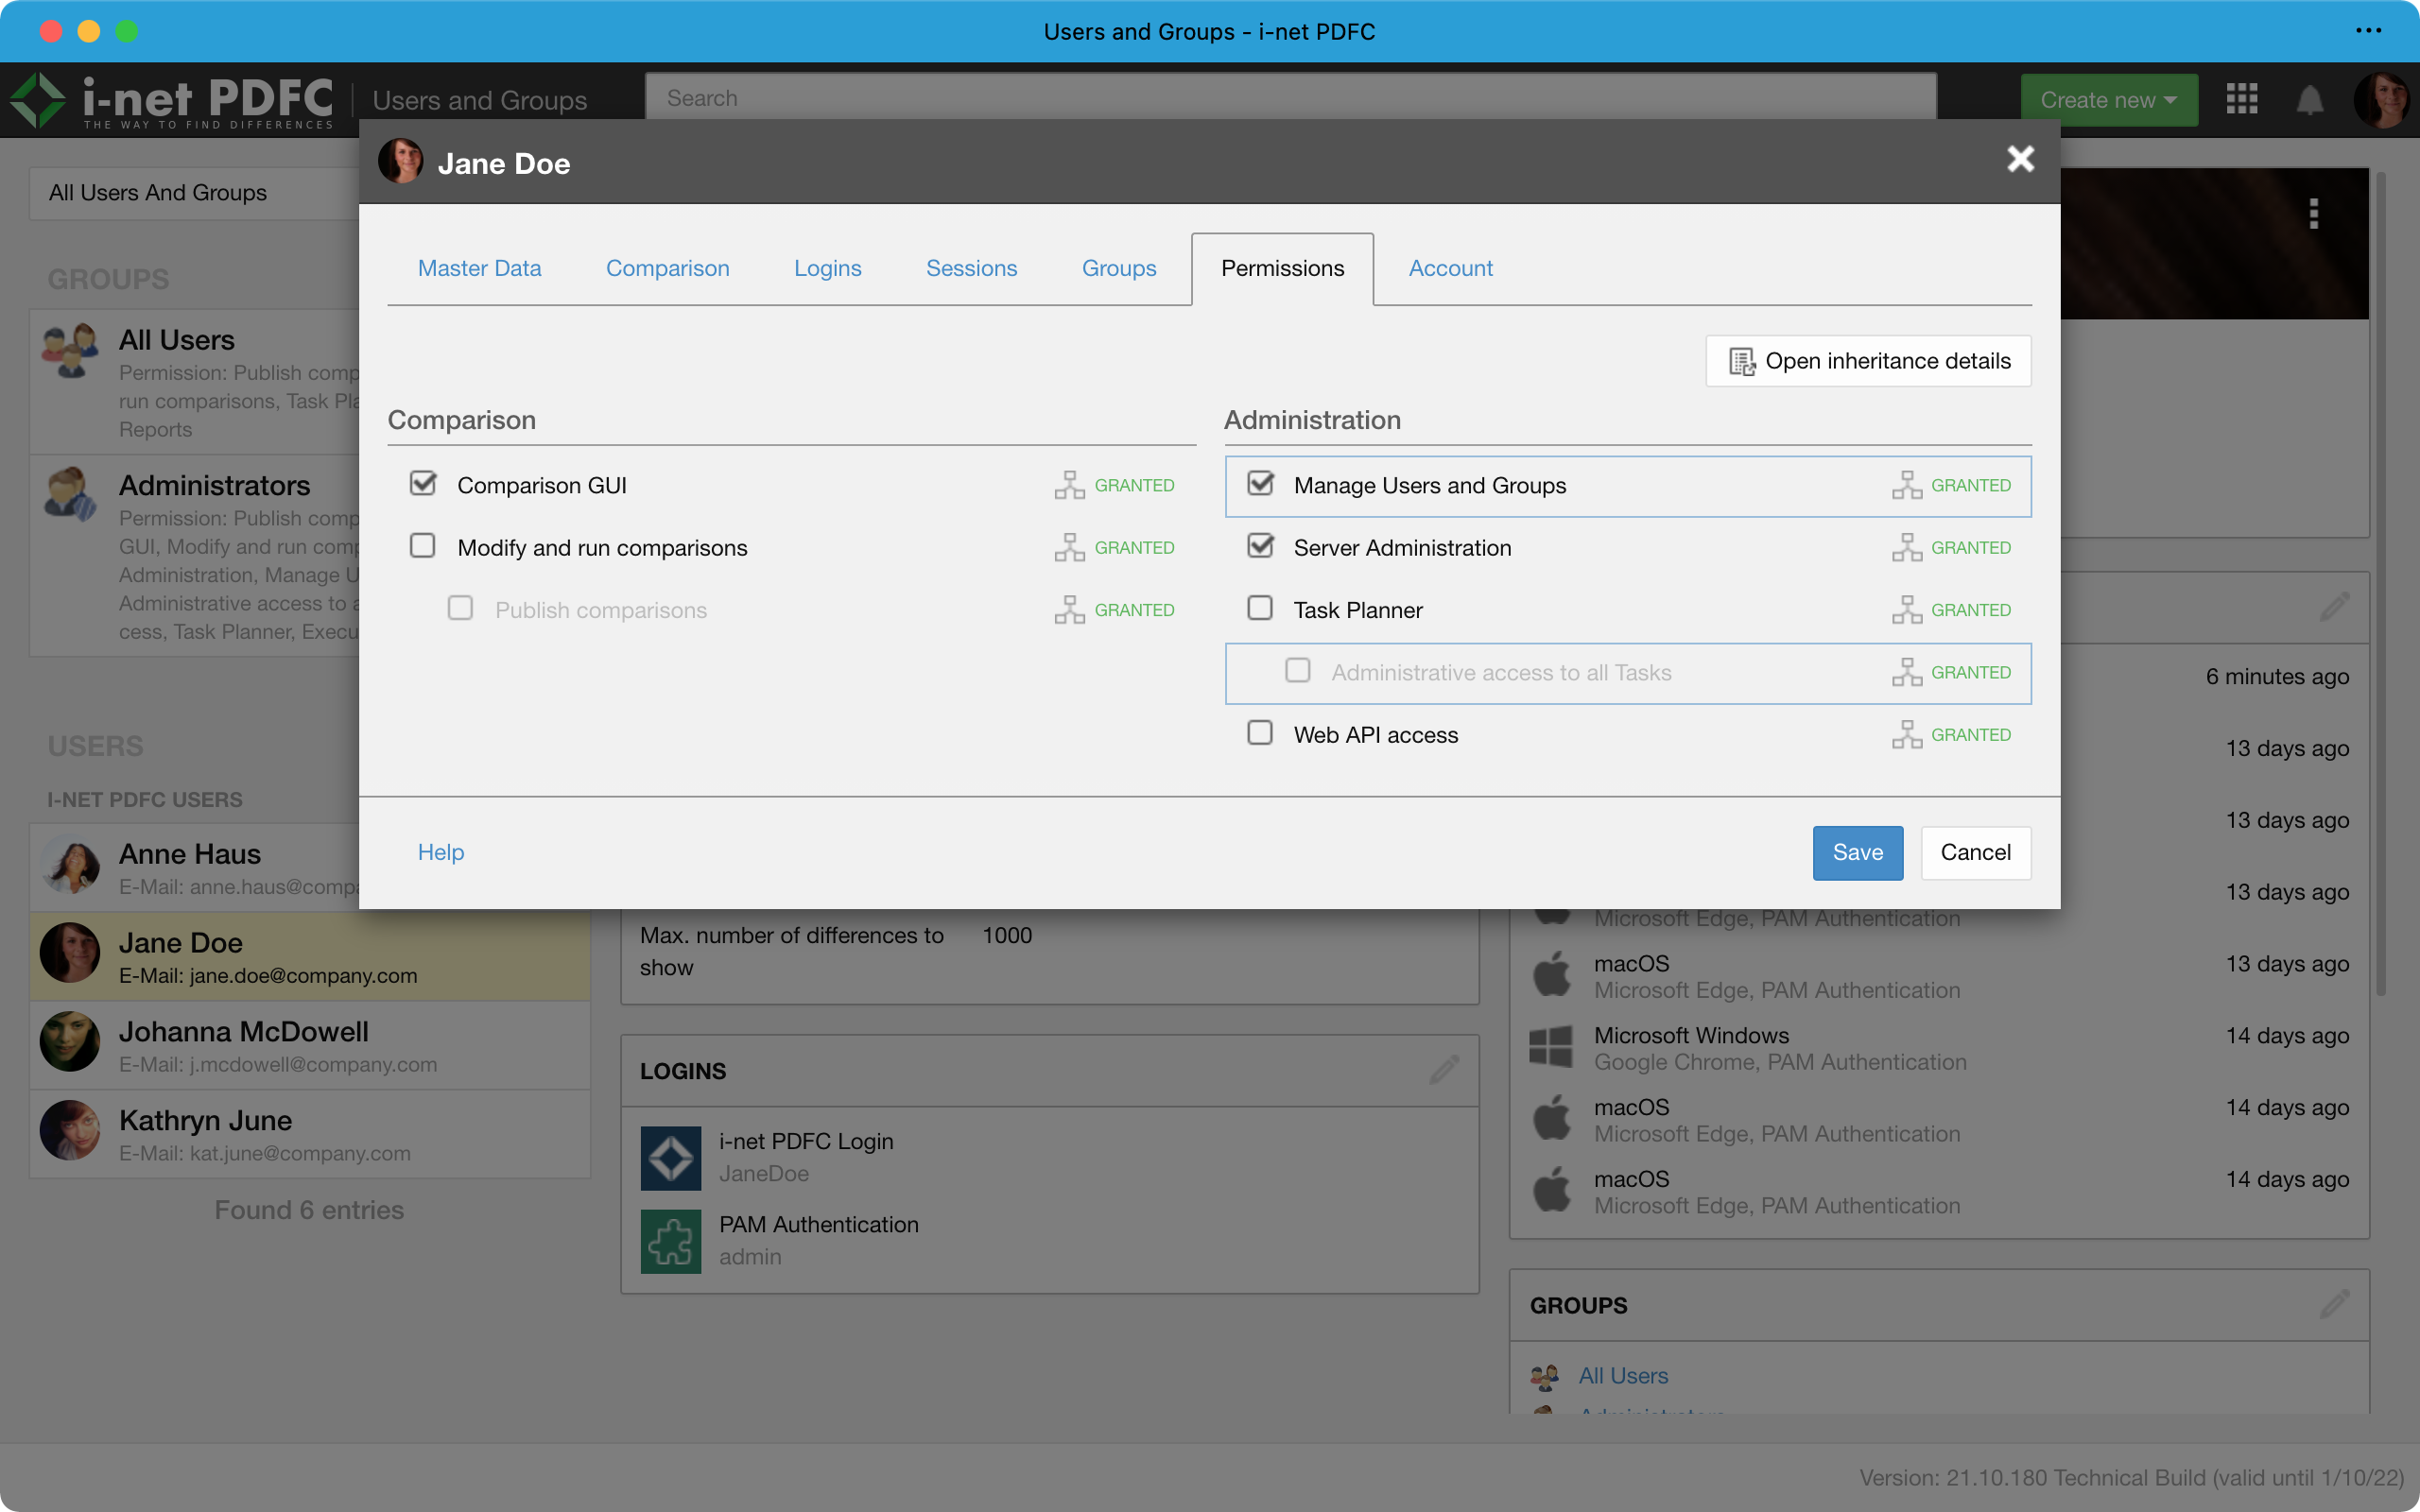 Users and Groups - i-net PDFC
i-net PDFC
THE WAY TO FIND DIFFERENCES
Users and Groups
Search
Create new
Jane Doe
All Users And Groups
Master Data
Comparison
Logins
Sessions
Groups
Permissions
Account
Open inheritance details
Comparison
Comparison GUI
GRANTED
Modify and run comparisons
GRANTED
Publish comparisons
GRANTED
Administration
Manage Users and Groups
GRANTED
Server Administration
GRANTED
Task Planner
GRANTED
Administrative access to all Tasks
GRANTED
Web API access
GRANTED
Help
Save
Cancel
GROUPS
All Users
Permission: Publish comp
run comparisons, Task Pla
Reports
Administrators
Permission: Publish comp
GUI, Modify and run comp
Administration, Manage U
Administrative access to a
cess, Task Planner, Execu
USERS
I-NET PDFC USERS
Anne Haus
E-Mail: anne.haus@compa
Jane Doe
E-Mail: jane.doe@company.com
Johanna McDowell
E-Mail: j.mcdowell@company.com
Kathryn June
E-Mail: kat.june@company.com
Found 6 entries
Max. number of differences to
show
1000
LOGINS
i-net PDFC Login
JaneDoe
PAM Authentication
admin
6 minutes ago
13 days ago
13 days ago
13 days ago
Microsoft Edge, PAM Authentication
macOS
13 days ago
Microsoft Edge, PAM Authentication
Microsoft Windows
14 days ago
Google Chrome, PAM Authentication
macOS
14 days ago
Microsoft Edge, PAM Authentication
macOS
14 days ago
Microsoft Edge, PAM Authentication
GROUPS
All Users
Version: 21.10.180 Technical Build (valid until 1/10/22)